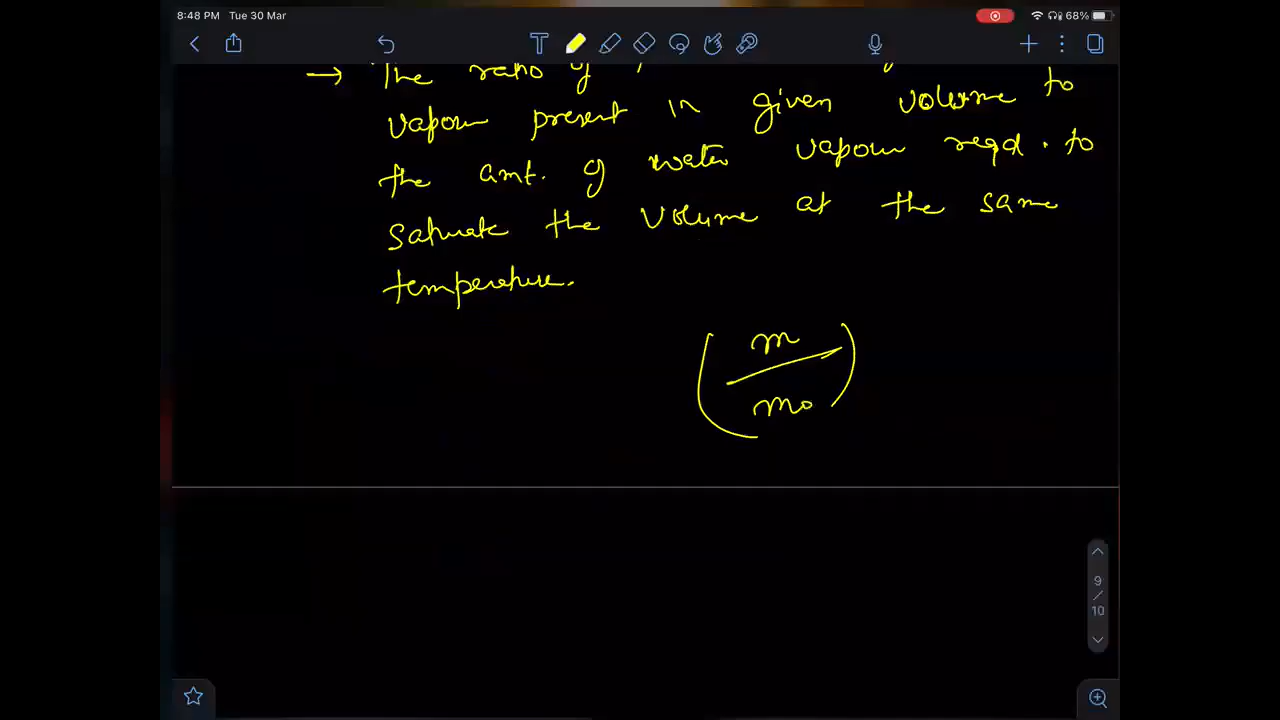 8:48 PM Tue 30 Mar
68%
→ The ratio of
vapour present in given volume to
the amt. of water vapour reqd. to
saturate the volume at the same
temperature.
(m/mo)
9
/
10